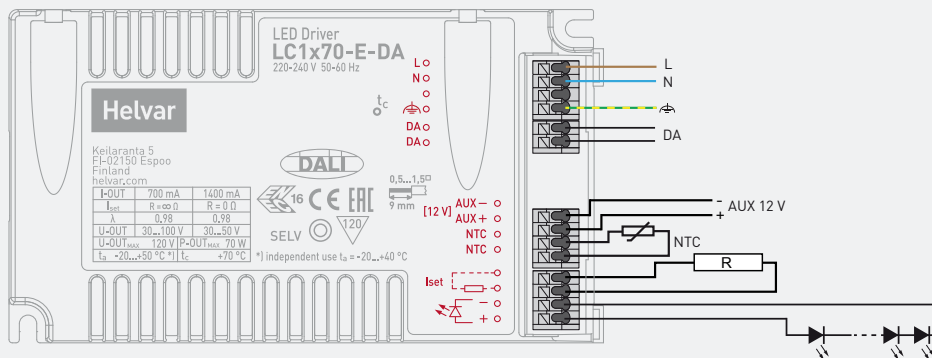 LED Driver
LC1x70-E-DA
220-240 V 50-60 Hz
L
N
DA
DA
tc
Helvar
Keilaranta 5
FI-02150 Espoo
Finland
helvar.com
I-OUT 700 mA 1400 mA
Iset R=∞ Ω R = 0 Ω
λ 0.98 0.98
U-OUT 30...100 V 30...50 V
U-OUTMAX 120 V P-OUTMAX 70 W
ta -20...+50 °C *) tc +70 °C
*) independent use ta = -20...+40 °C
DALI
16
CE
EAC
SELV
120
0,5...1,5
9 mm
[12 V]
AUX -
AUX +
NTC
NTC
Iset
-
+
L
N
DA
-
+
AUX 12 V
NTC
R